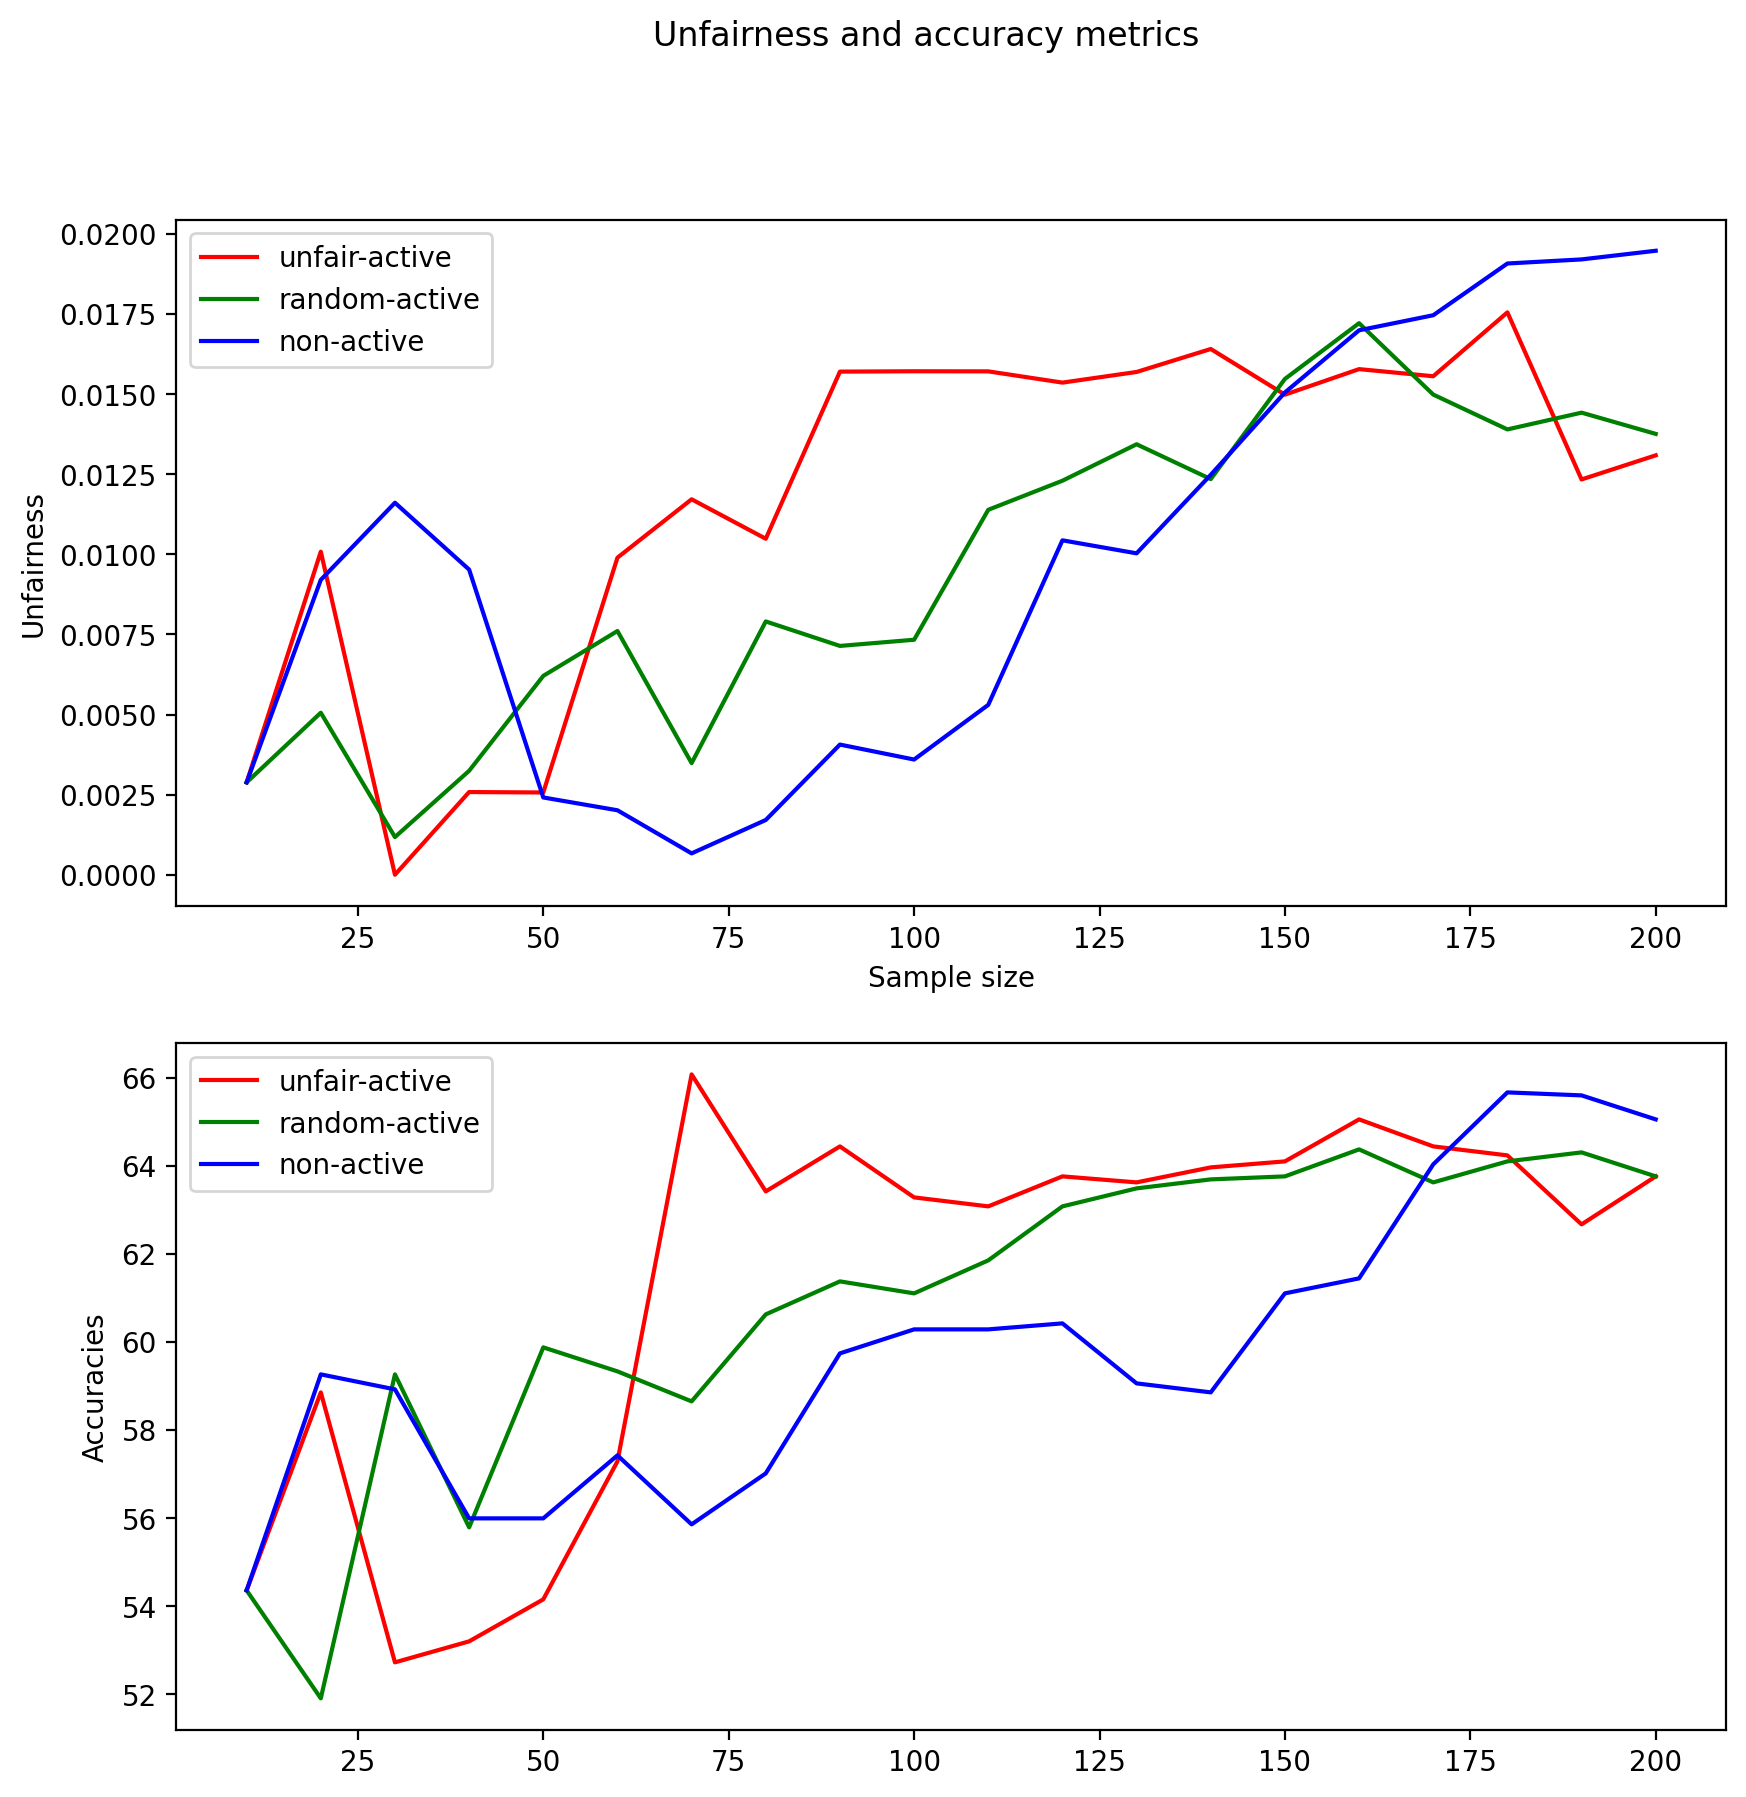 Unfairness and accuracy metrics
unfair-active
random-active
non-active
0.0200
0.0175
0.0150
0.0125
0.0100
0.0075
0.0050
0.0025
0.0000
Unfairness
25 50 75 100 125 150 175 200
Sample size
unfair-active
random-active
non-active
66
64
62
60
58
56
54
52
Accuracies
25 50 75 100 125 150 175 200